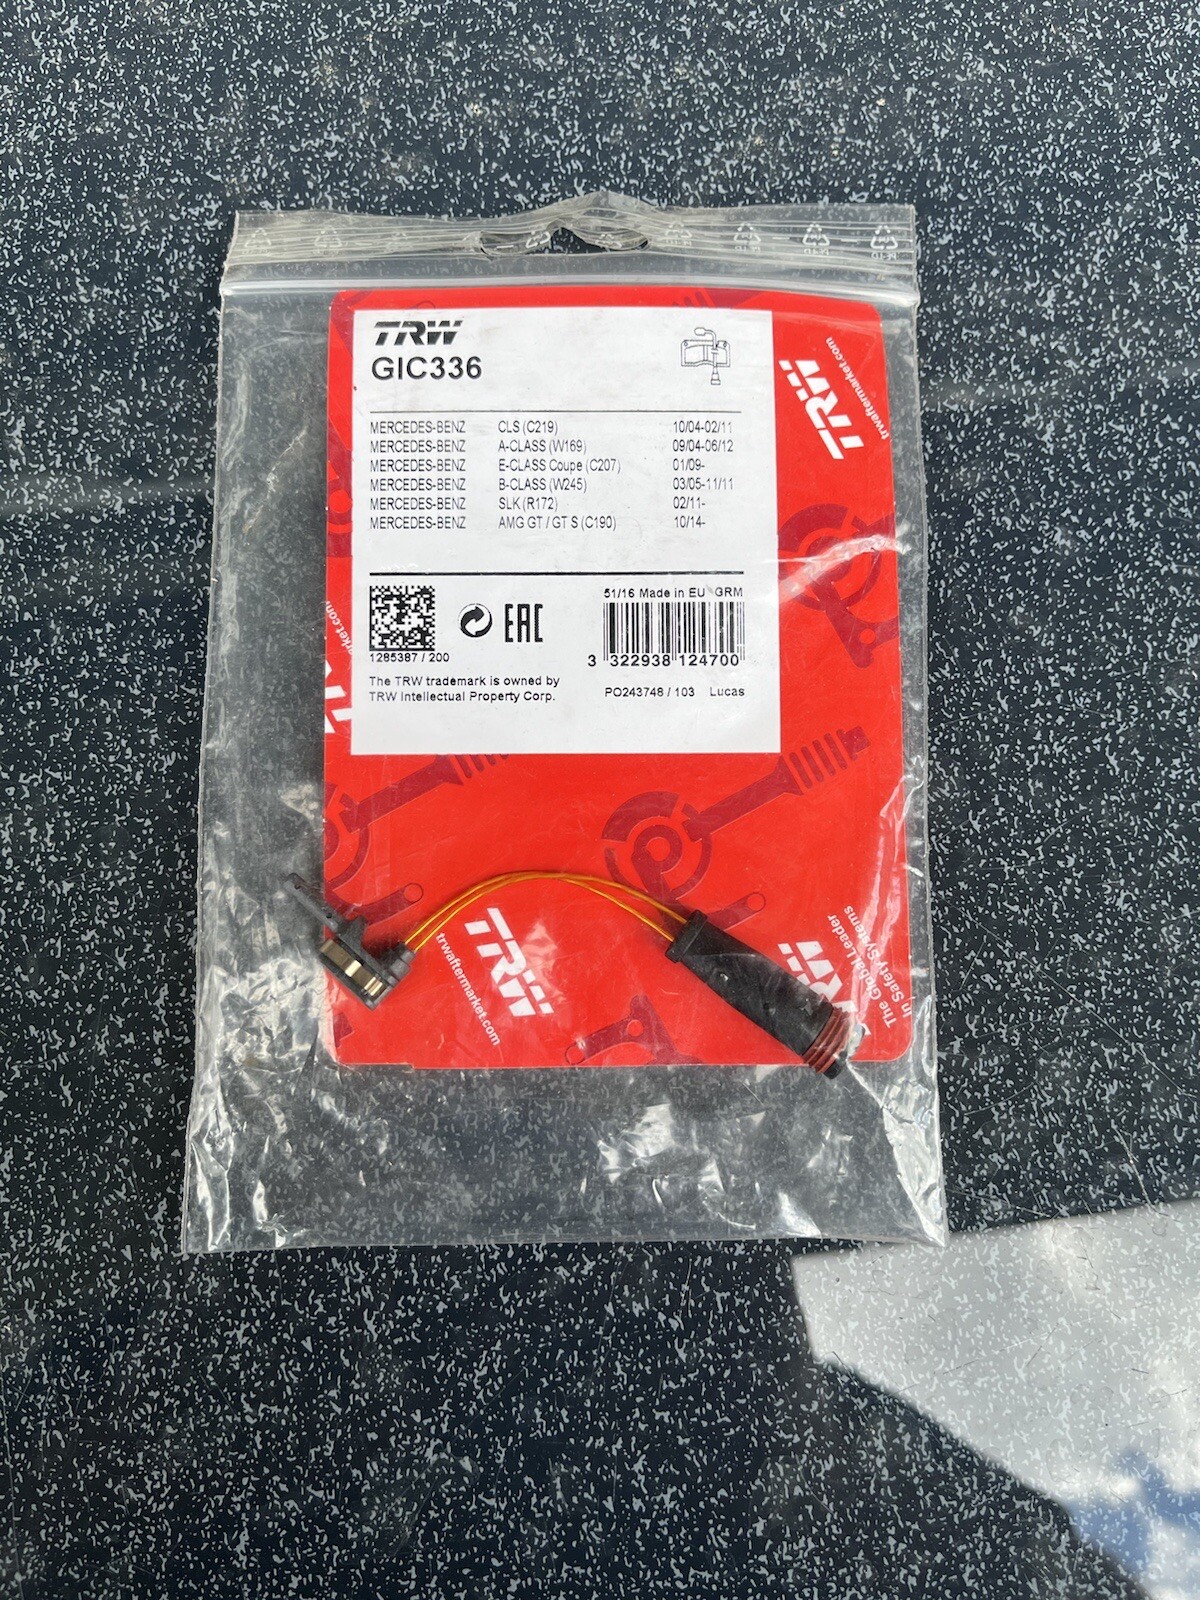 TRW
GIC336
MERCEDES-BENZ CLS (C219) 10/04-02/11
MERCEDES-BENZ A-CLASS (W169) 09/04-06/12
MERCEDES-BENZ E-CLASS Coupe (C207) 01/09-
MERCEDES-BENZ B-CLASS (W245) 03/05-11/11
MERCEDES-BENZ SLK (R172) 02/11-
MERCEDES-BENZ AMG GT / GT S (C190) 10/14-
51/16 Made in EU GRM
EAC
1285387 / 200
3 322938 124700
The TRW trademark is owned by
TRW Intellectual Property Corp.
PO243748 / 103 Lucas
TRW
trwaftermarket.com
rket.com
TRW
trwaftermarket.com
TRW
The Global Leader
in Safety Systems